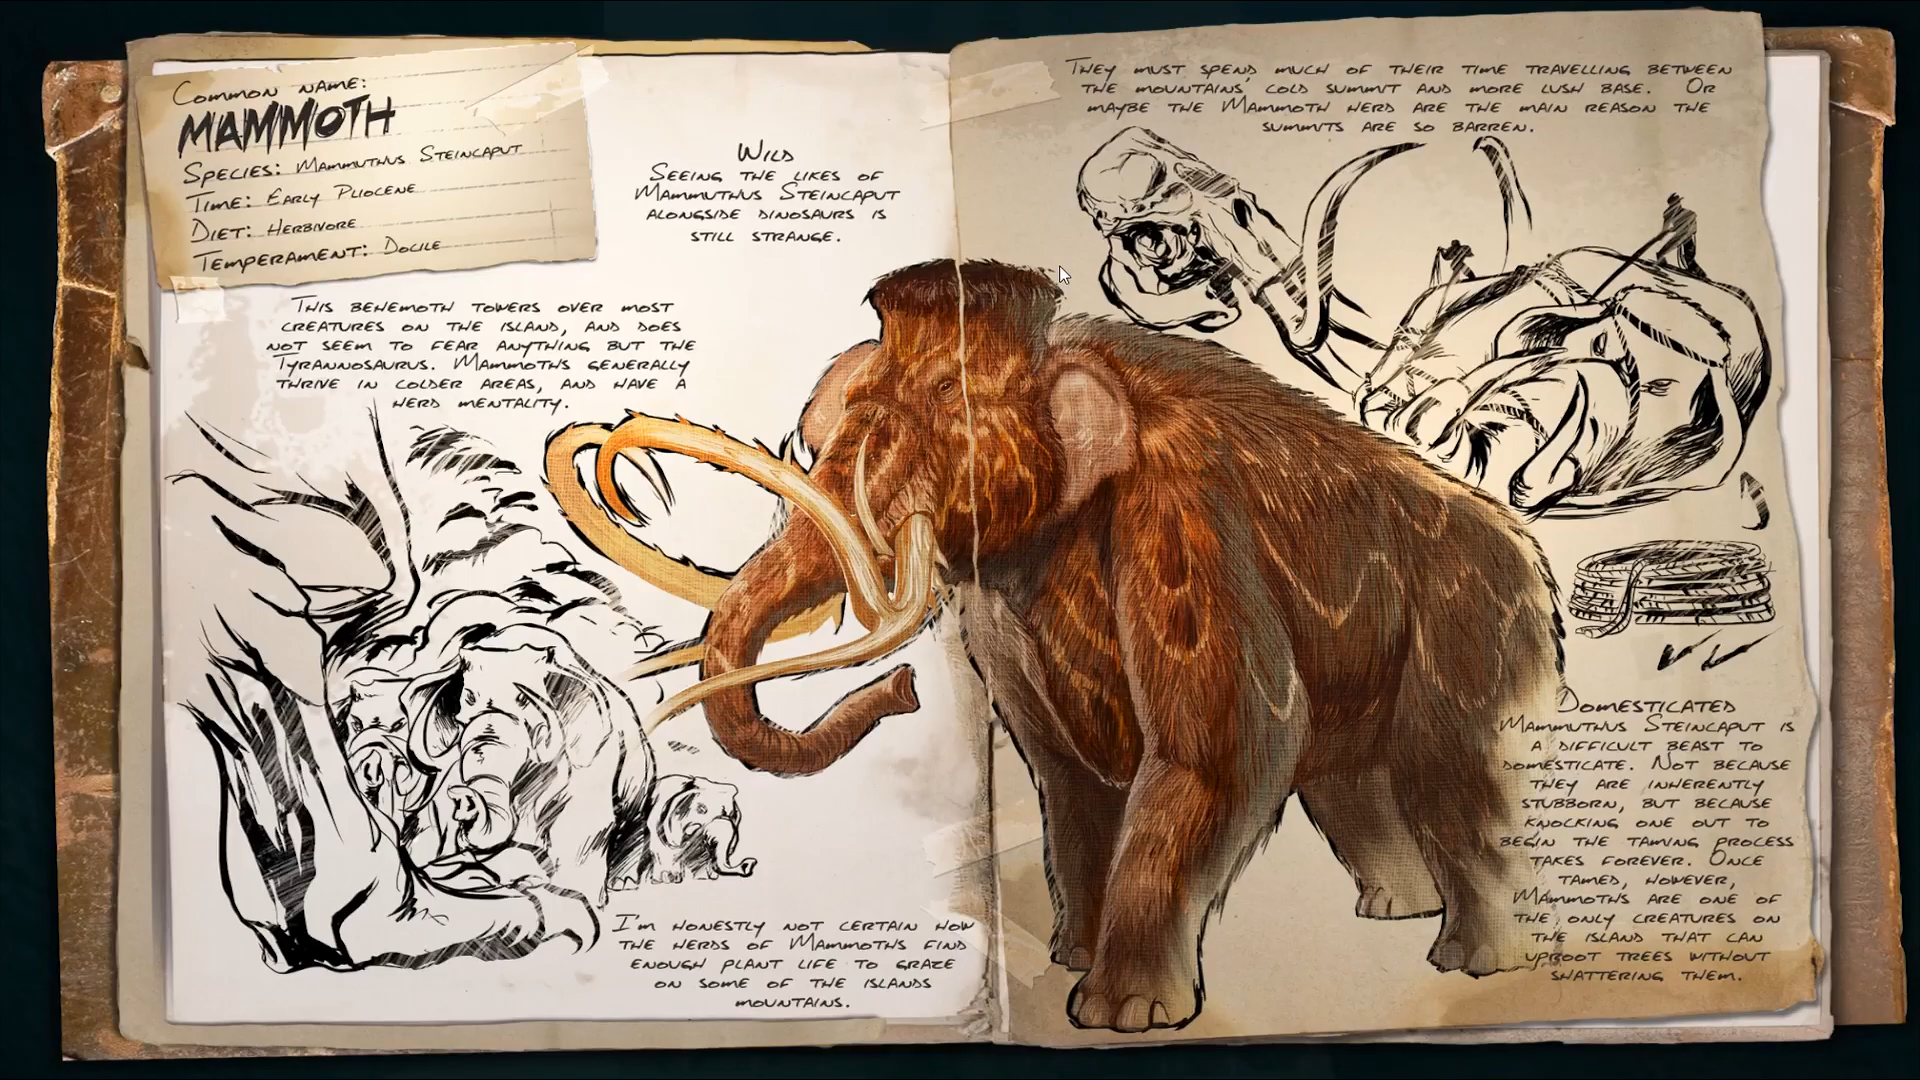 Common name:
MAMMOTH
Species: Mammuthus Steincaput
Time: Early Pliocene
Diet: Herbivore
Temperament: Docile
Wild
Seeing the likes of
Mammuthus Steincaput
alongside dinosaurs is
still strange.
This behemoth towers over most
creatures on the island, and does
not seem to fear anything but the
Tyrannosaurus. Mammoths generally
thrive in colder areas, and have a
herd mentality.
I'm honestly not certain how
the herds of Mammoths find
enough plant life to graze
on some of the islands
mountains.
They must spend much of their time travelling between
the mountains' cold summit and more lush base. Or
maybe the Mammoth herd are the main reason the
summits are so barren.
Domesticated
Mammuthus Steincaput is
a difficult beast to
domesticate. Not because
they are inherently
stubborn, but because
knocking one out to
begin the taming process
takes forever. Once
tamed, however,
Mammoths are one of
the only creatures on
the island that can
uproot trees without
shattering them.